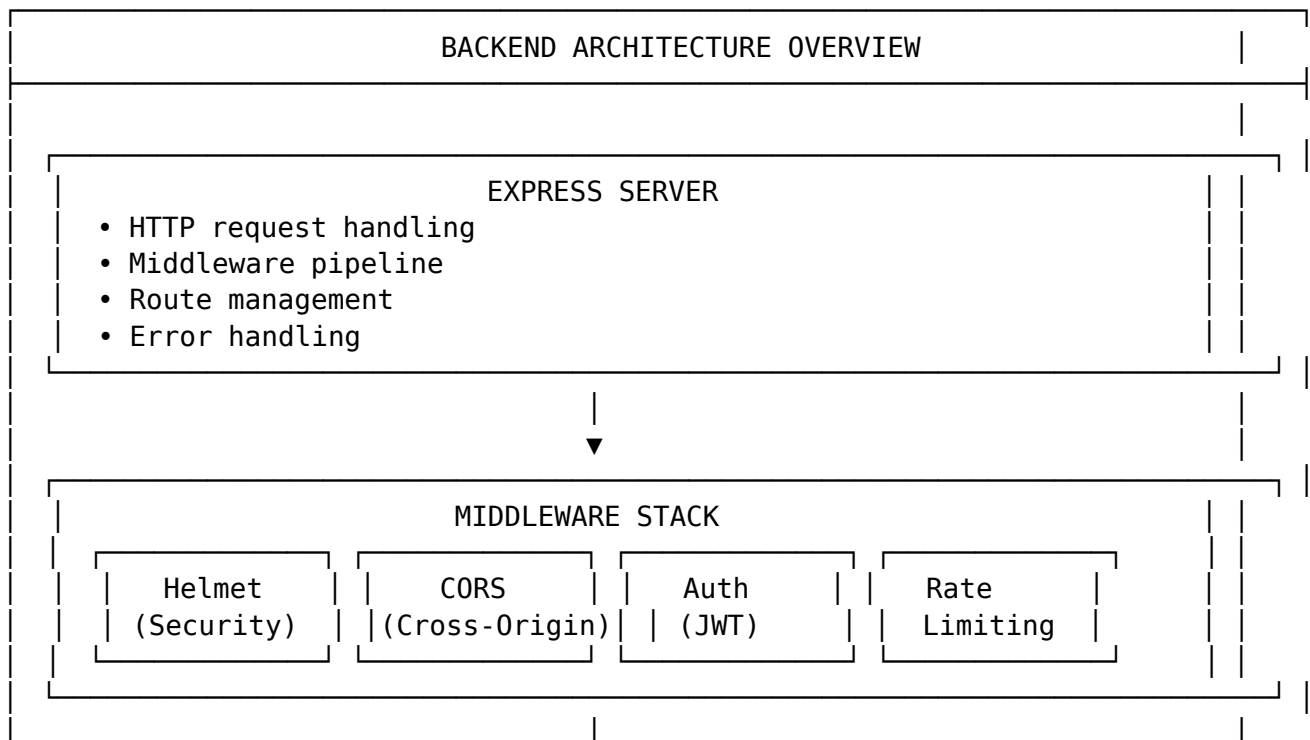 BACKEND ARCHITECTURE OVERVIEW
EXPRESS SERVER
• HTTP request handling
• Middleware pipeline
• Route management
• Error handling
MIDDLEWARE STACK
Helmet CORS Auth Rate
(Security) (Cross-Origin) (JWT) Limiting